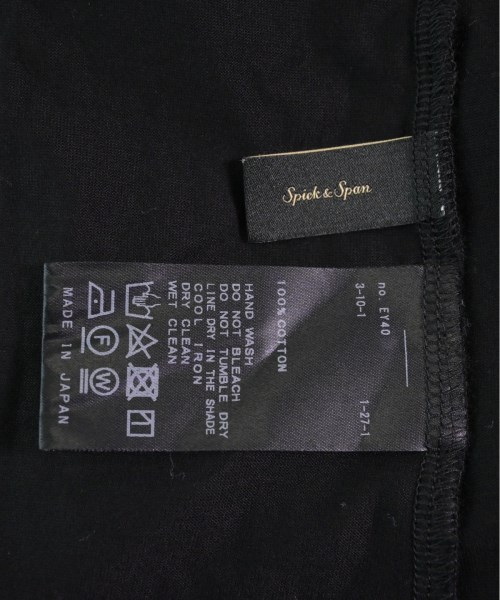 Spick & Span
no. EY40
3-10-1 1-27-1
100% COTTON
HAND WASH
DO NOT BLEACH
DO NOT TUMBLE DRY
LINE DRY IN THE SHADE
COOL IRON
DRY CLEAN
WET CLEAN
F W
MADE IN JAPAN